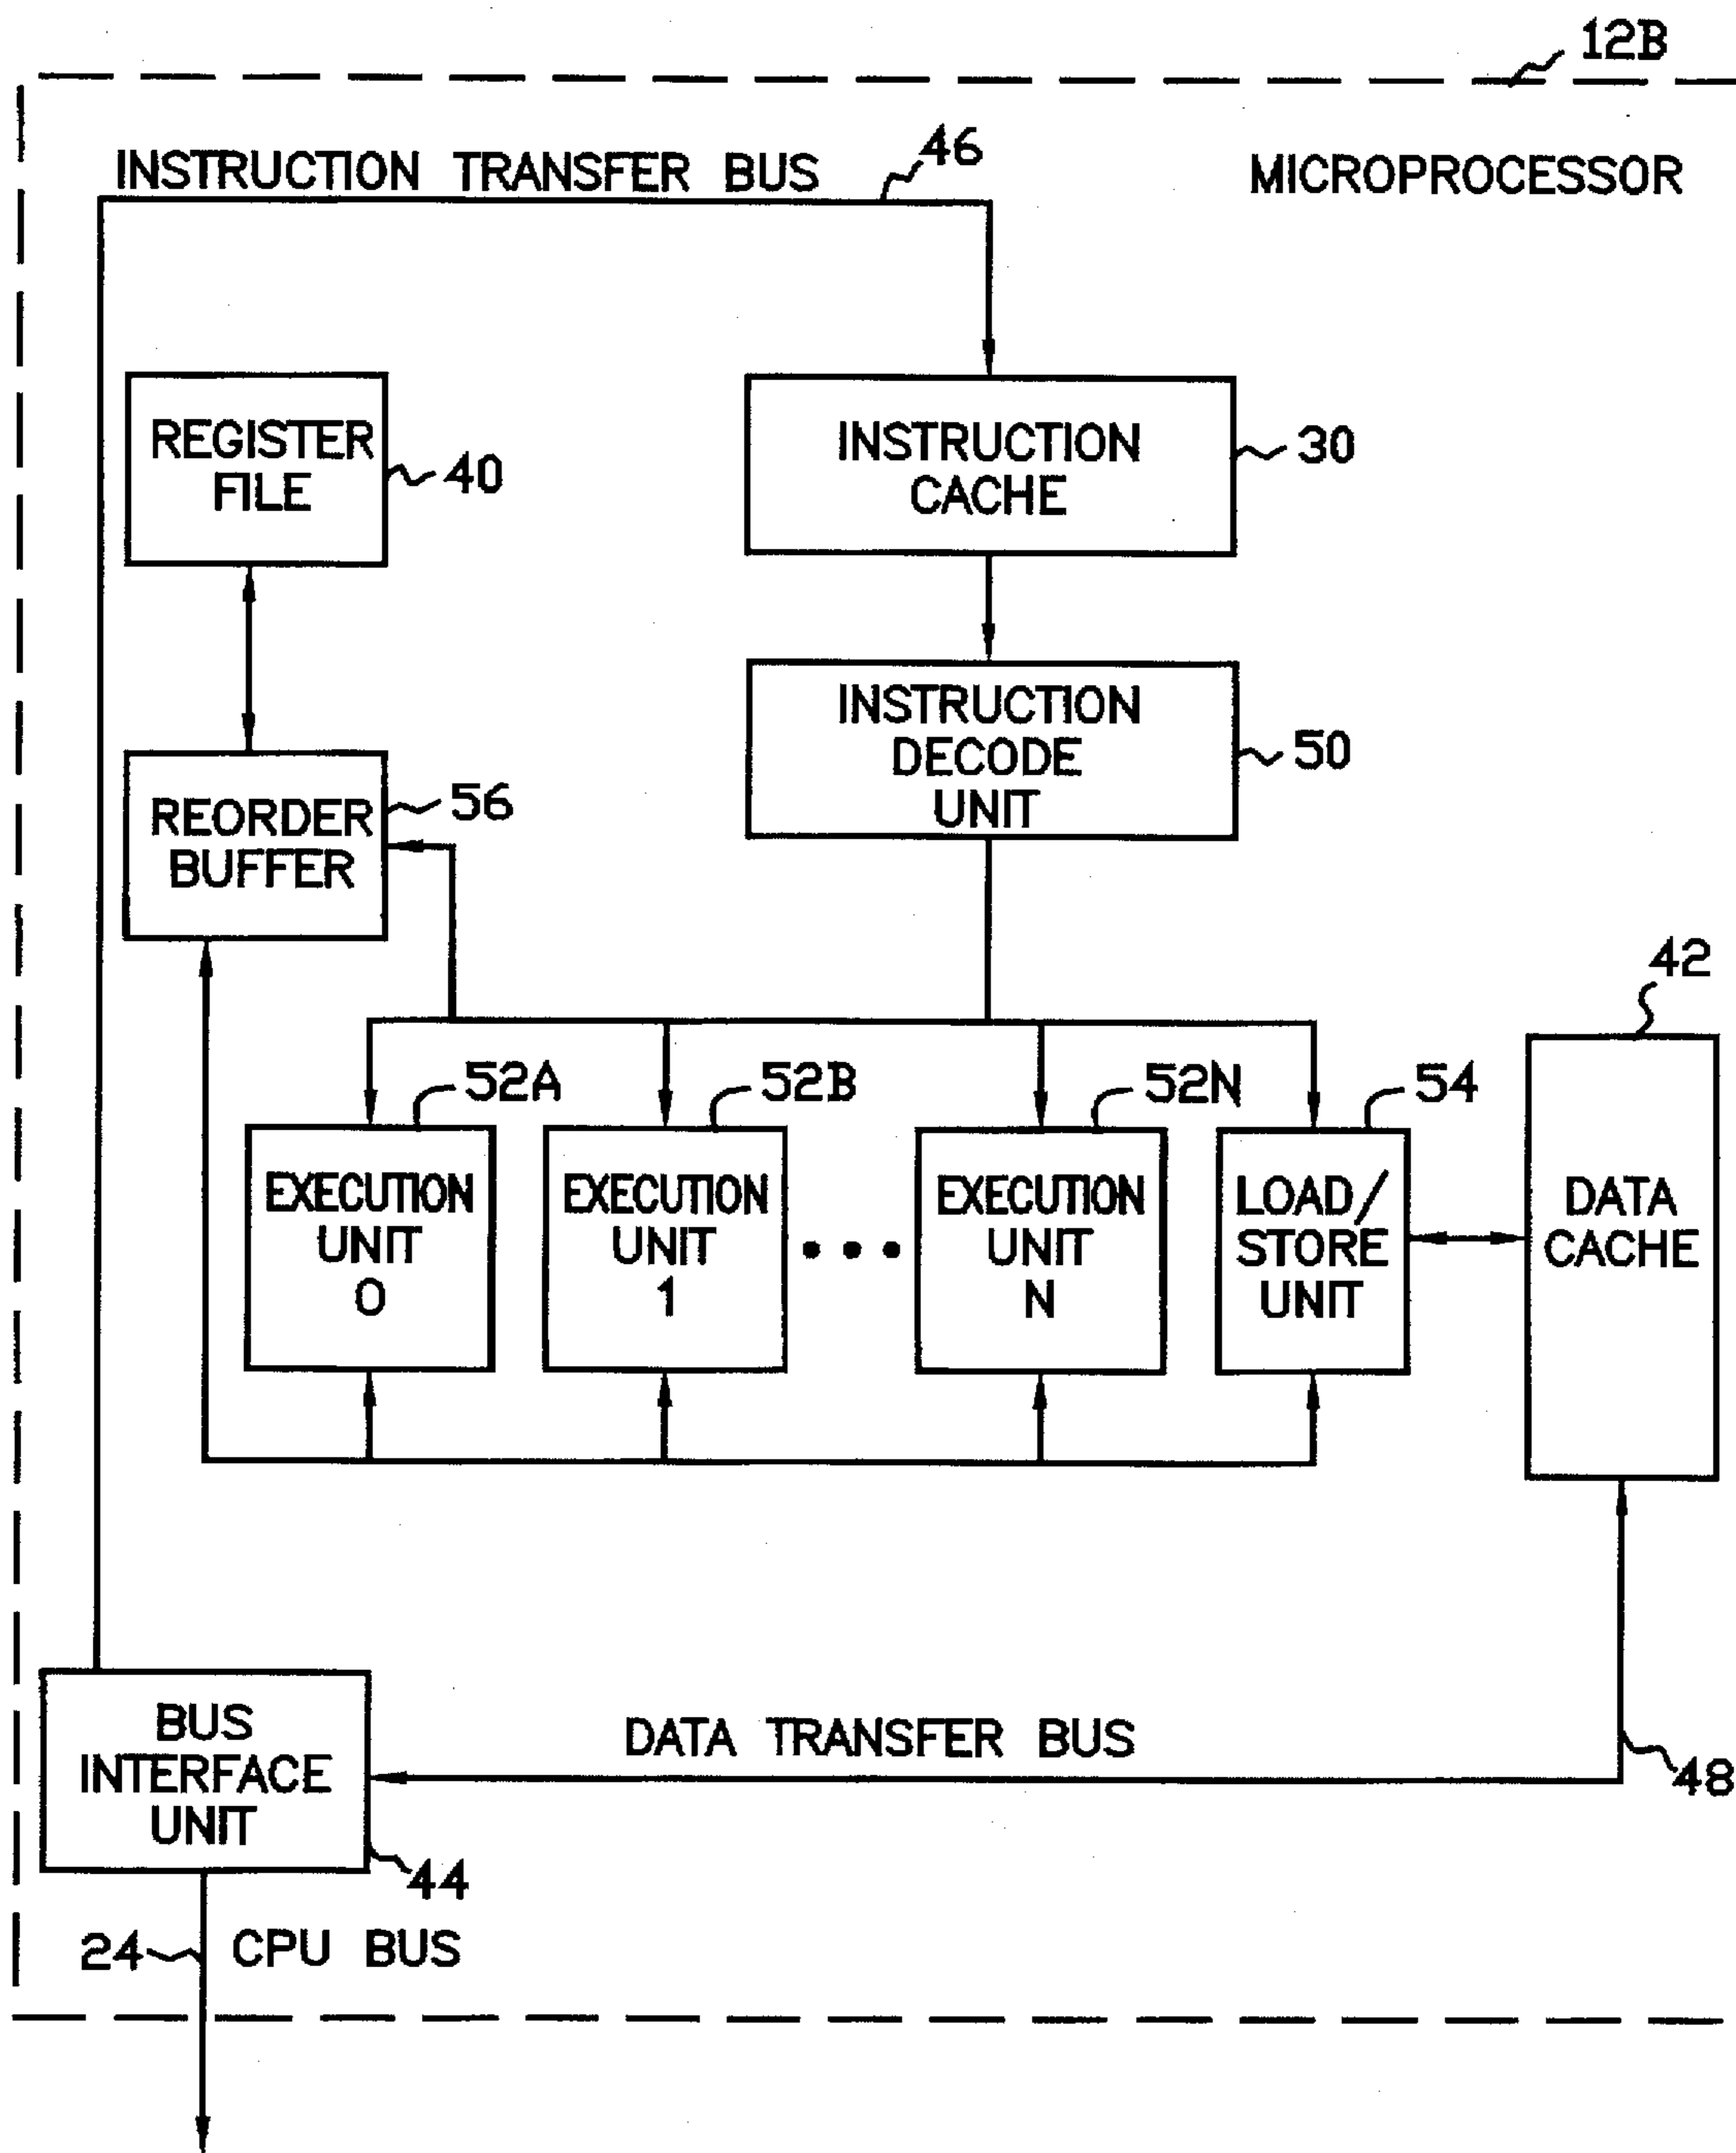 12B
INSTRUCTION TRANSFER BUS
46
MICROPROCESSOR
REGISTER
FILE
40
INSTRUCTION
CACHE
30
INSTRUCTION
DECODE
UNIT
50
REORDER
BUFFER
56
42
52A
52B
52N
54
EXECUTION
UNIT
0
EXECUTION
UNIT
1
EXECUTION
UNIT
N
LOAD/
STORE
UNIT
DATA
CACHE
BUS
INTERFACE
UNIT
44
DATA TRANSFER BUS
48
24
CPU BUS